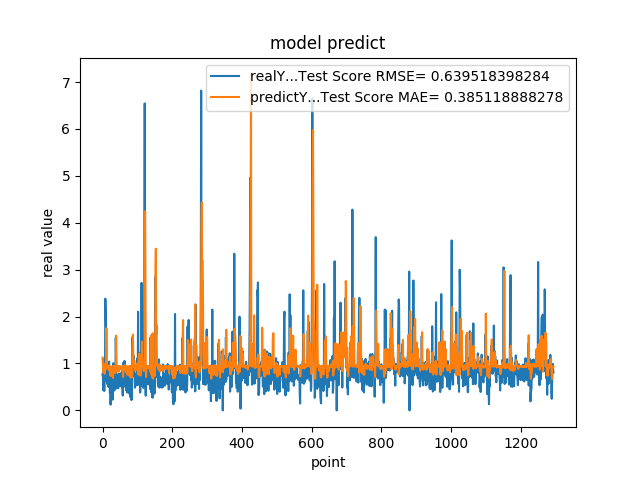 model predict
realY...Test Score RMSE= 0.639518398284
predictY...Test Score MAE= 0.385118888278
7
6
5
4
3
2
1
0
real value
0 200 400 600 800 1000 1200
point